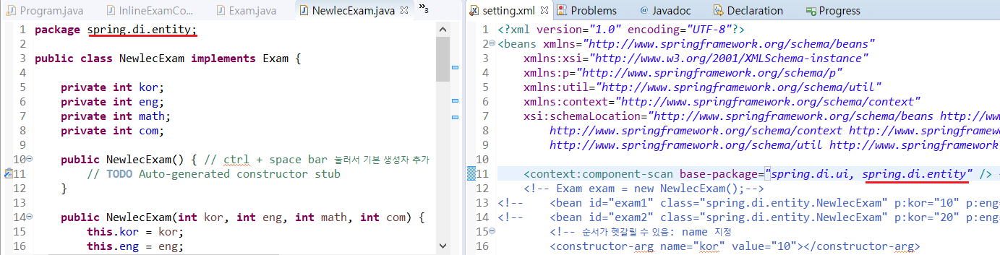 Program.java InlineExamCo... Exam.java NewlecExam.java »3
1 package spring.di.entity;
2
3 public class NewlecExam implements Exam {
4
5 private int kor;
6 private int eng;
7 private int math;
8 private int com;
9
10 public NewlecExam() { // ctrl + space bar 눌러서 기본 생성자 추가
11 // TODO Auto-generated constructor stub
12 }
13
14 public NewlecExam(int kor, int eng, int math, int com) {
15 this.kor = kor;
16 this.eng = eng;
setting.xml Problems @ Javadoc Declaration Progress
1 <?xml version="1.0" encoding="UTF-8"?>
2 <beans xmlns="http://www.springframework.org/schema/beans"
3 xmlns:xsi="http://www.w3.org/2001/XMLSchema-instance"
4 xmlns:p="http://www.springframework.org/schema/p"
5 xmlns:util="http://www.springframework.org/schema/util"
6 xmlns:context="http://www.springframework.org/schema/context"
7 xsi:schemaLocation="http://www.springframework.org/schema/beans http://www
8 http://www.springframework.org/schema/context http://www.springframew
9 http://www.springframework.org/schema/util http://www.springframework
10
11 <context:component-scan base-package="spring.di.ui, spring.di.entity" />
12 <!-- Exam exam = new NewlecExam();-->
13 <!-- <bean id="exam1" class="spring.di.entity.NewlecExam" p:kor="10" p:eng=
14 <!-- <bean id="exam2" class="spring.di.entity.NewlecExam" p:kor="20" p:eng=
15 <!-- 순서가 헷갈릴 수 있음: name 지정
16 <constructor-arg name="kor" value="10"></constructor-arg>